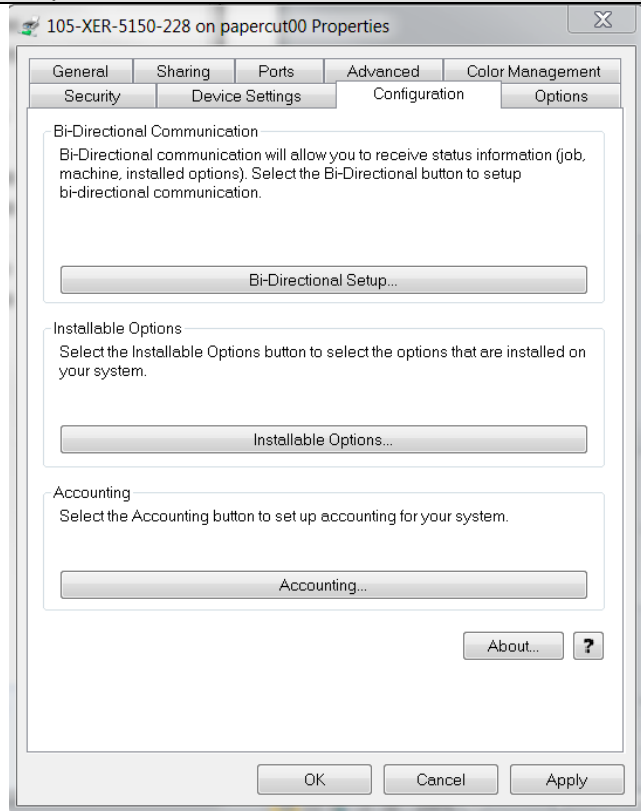 105-XER-5150-228 on papercut00 Properties
General Sharing Ports Advanced Color Management
Security Device Settings Configuration Options
Bi-Directional Communication
Bi-Directional communication will allow you to receive status information (job,
machine, installed options). Select the Bi-Directional button to setup
bi-directional communication.
Bi-Directional Setup...
Installable Options
Select the Installable Options button to select the options that are installed on
your system.
Installable Options...
Accounting
Select the Accounting button to set up accounting for your system.
Accounting...
About... ?
OK Cancel Apply